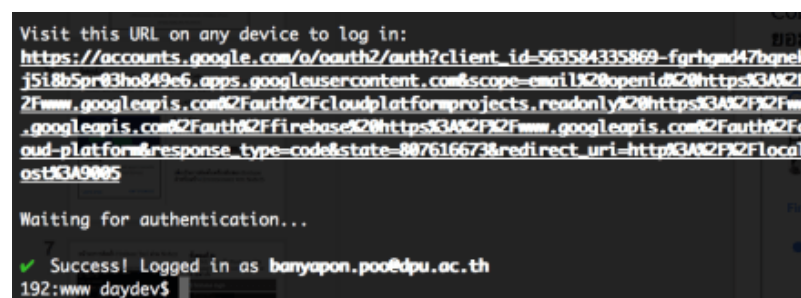 Visit this URL on any device to log in:
https://accounts.google.com/o/oauth2/auth?client_id=563584335869-fgrhgmd47bqnek
j5i8b5pr03ho849e6.apps.googleusercontent.com&scope=email%20openid%20https%3A%2
2Fwww.googleapis.com%2Fauth%2Fcloudplatformprojects.readonly%20https%3A%2F%2Fww
.googleapis.com%2Fauth%2Ffirebase%20https%3A%2F%2Fwww.googleapis.com%2Fauth%2F
oud-platform&response_type=code&state=807616673&redirect_uri=http%3A%2F%2Flocal
ost%3A9005
Waiting for authentication...
✔ Success! Logged in as banyapon.poo@dpu.ac.th
192:www daydev$